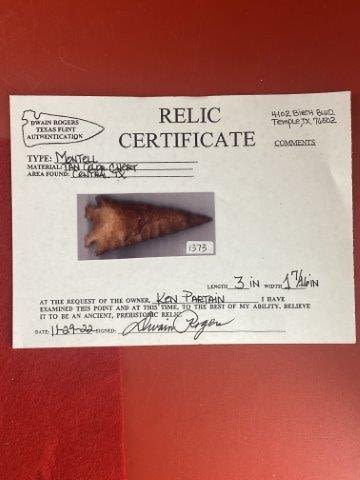 DWAIN ROGERS
TEXAS FLINT
AUTHENTICATION
RELIC
CERTIFICATE
4102 Birch Blvd.
Temple, TX, 76502
COMMENTS
TYPE: Montell
MATERIAL: TAN COLOR CHERT
AREA FOUND: CENTRAL TX
1373
LENGTH 3 IN WIDTH 1 7/16 IN
AT THE REQUEST OF THE OWNER, Ken Partain I HAVE
EXAMINED THIS POINT AND AT THIS TIME, TO THE BEST OF MY ABILITY, BELIEVE
IT TO BE AN ANCIENT, PREHISTORIC RELIC.
DATE: 11-29-22 SIGNED: Dwain Rogers